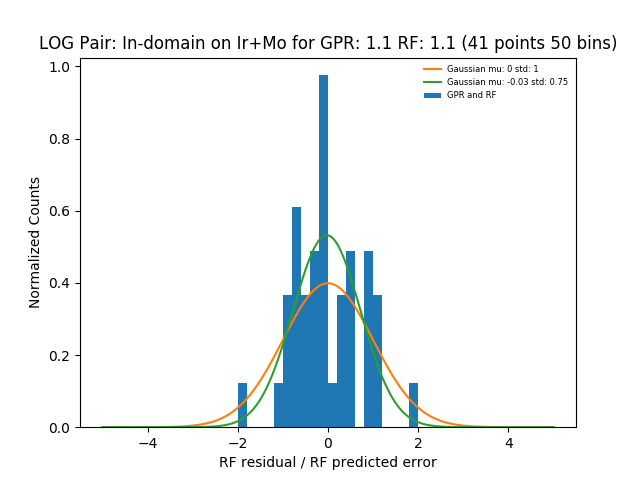 LOG Pair: In-domain on Ir+Mo for GPR: 1.1 RF: 1.1 (41 points 50 bins)
Gaussian mu: 0 std: 1
Gaussian mu: -0.03 std: 0.75
GPR and RF
Normalized Counts
1.0
0.8
0.6
0.4
0.2
0.0
−4
−2
0
2
4
RF residual / RF predicted error